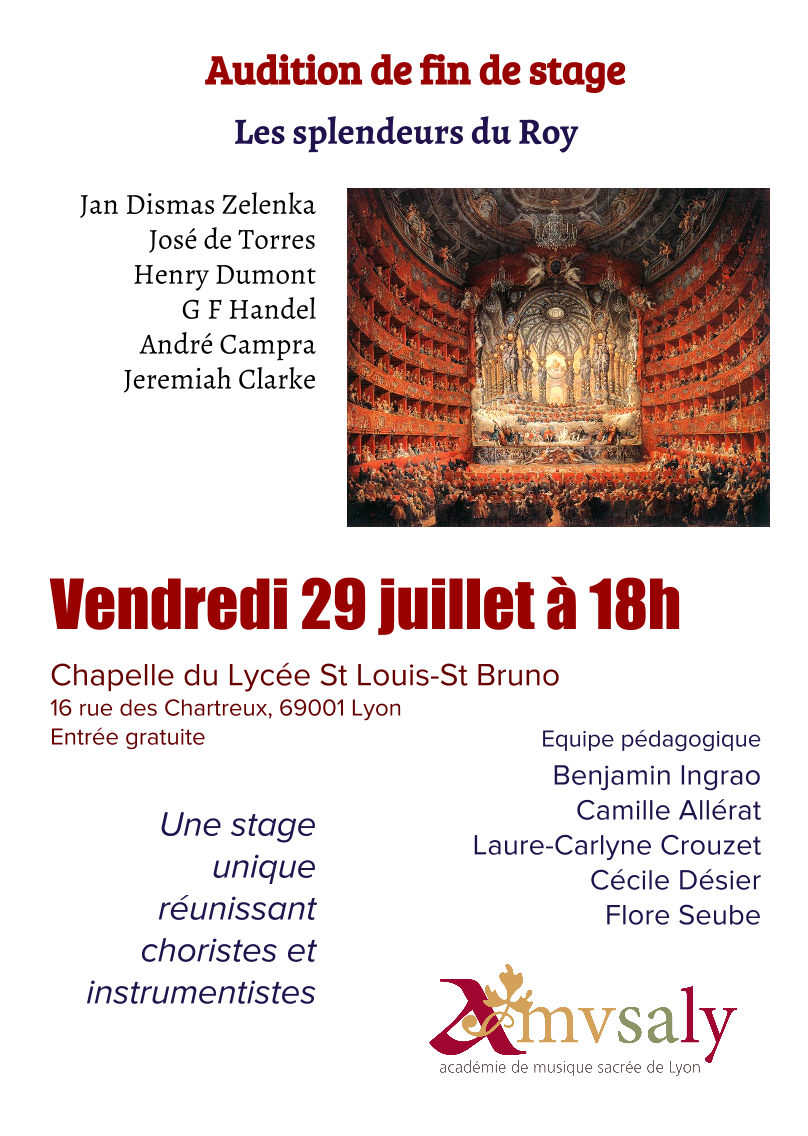 Audition de fin de stage
Les splendeurs du Roy
Jan Dismas Zelenka
José de Torres
Henry Dumont
G F Handel
André Campra
Jeremiah Clarke
Vendredi 29 juillet à 18h
Chapelle du Lycée St Louis-St Bruno
16 rue des Chartreux, 69001 Lyon
Entrée gratuite
Une stage
unique
réunissant
choristes et
instrumentistes
Equipe pédagogique
Benjamin Ingrao
Camille Allérat
Laure-Carlyne Crouzet
Cécile Désier
Flore Seube
Amvsaly
académie de musique sacrée de Lyon